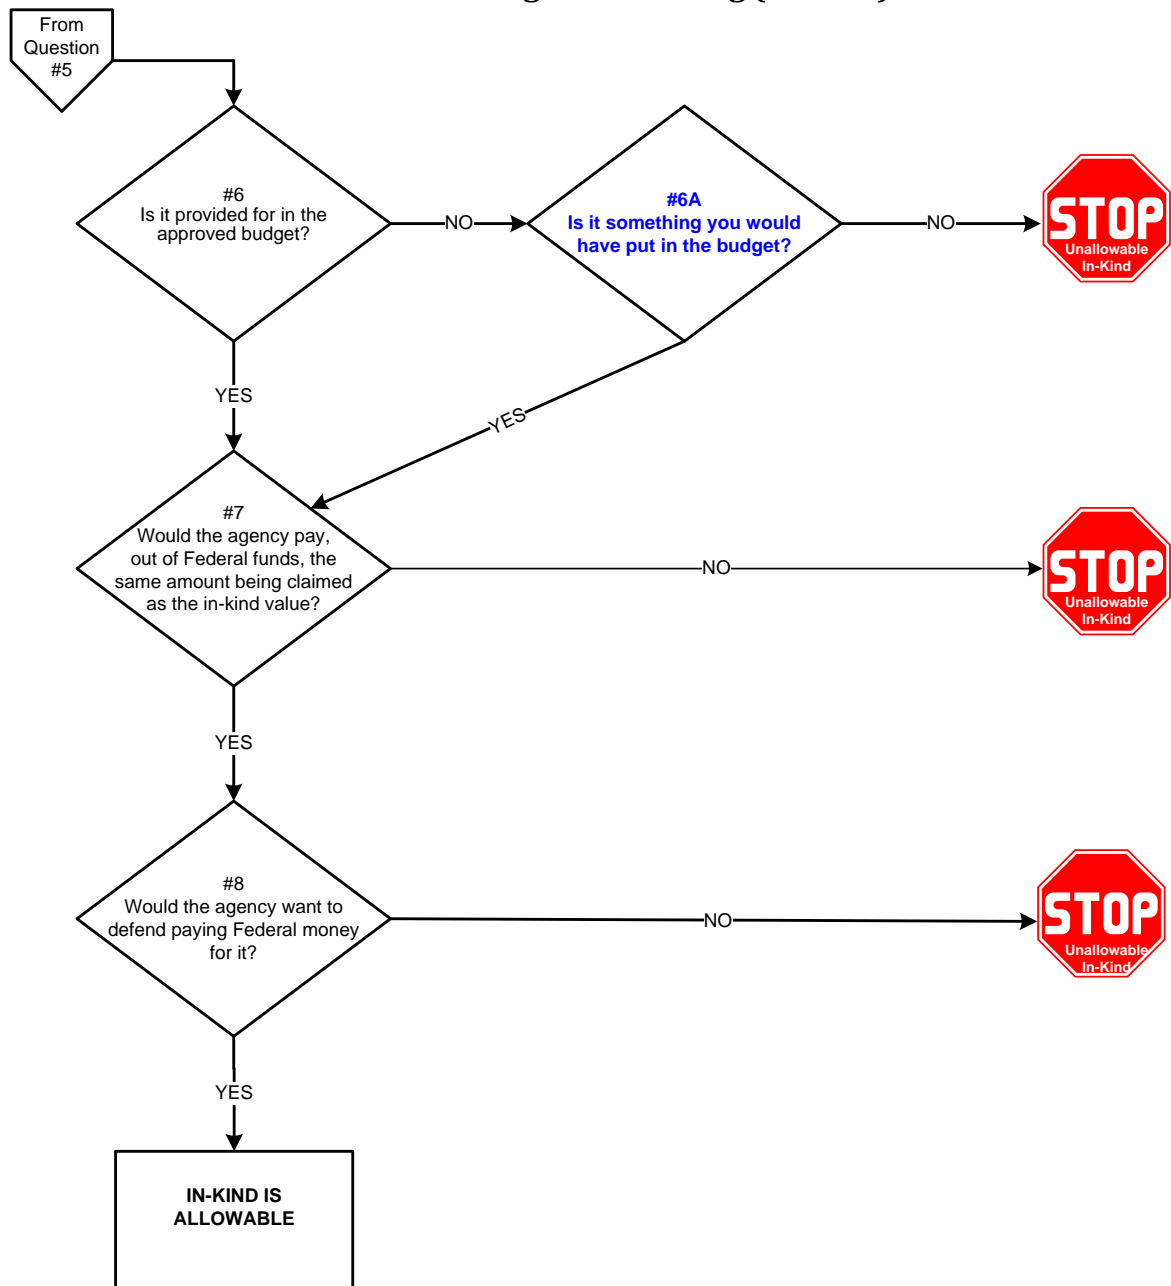 From
Question
#5
#6
Is it provided for in the
approved budget?
NO
#6A
Is it something you would
have put in the budget?
NO
STOP
Unallowable
In-Kind
YES
YES
#7
Would the agency pay,
out of Federal funds, the
same amount being claimed
as the in-kind value?
NO
STOP
Unallowable
In-Kind
YES
#8
Would the agency want to
defend paying Federal money
for it?
NO
STOP
Unallowable
In-Kind
YES
IN-KIND IS
ALLOWABLE